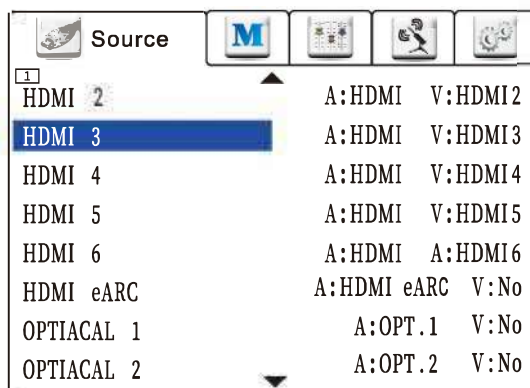 Source M
1
HDMI 2 A:HDMI V:HDMI2
HDMI 3 A:HDMI V:HDMI3
HDMI 4 A:HDMI V:HDMI4
HDMI 5 A:HDMI V:HDMI5
HDMI 6 A:HDMI A:HDMI6
HDMI eARC A:HDMI eARC V:No
OPTIACAL 1 A:OPT.1 V:No
OPTIACAL 2 A:OPT.2 V:No